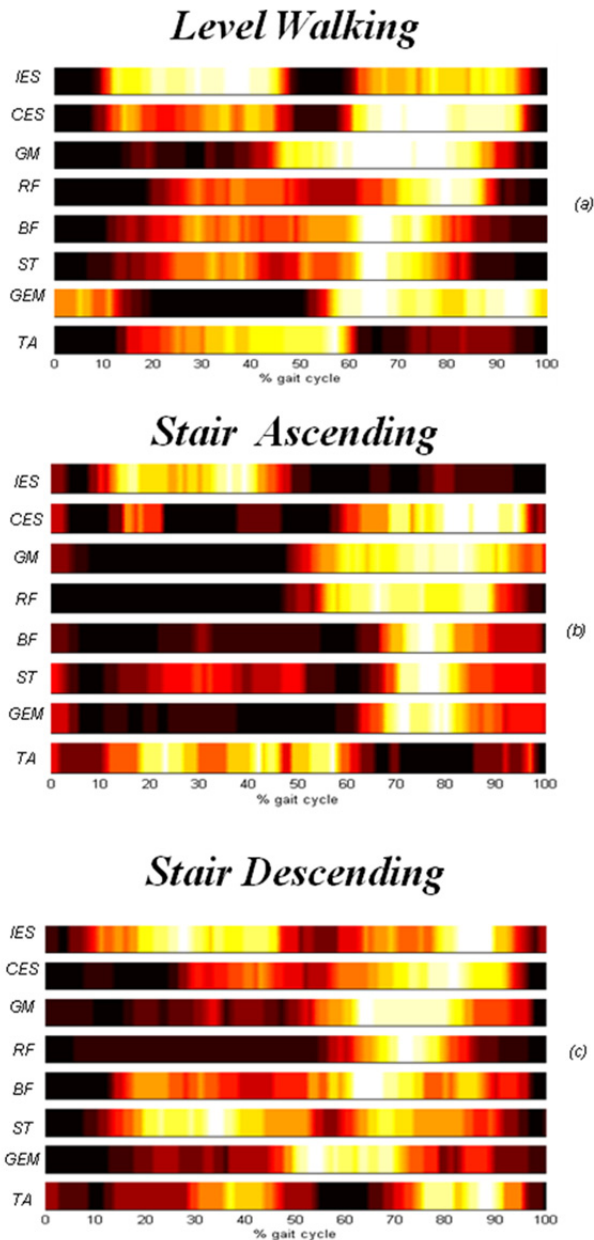 Level Walking
IES
CES
GM
RF
(a)
BF
ST
GEM
TA
0 10 20 30 40 50 60 70 80 90 100
% gait cycle
Stair Ascending
IES
CES
GM
RF
BF
(b)
ST
GEM
TA
0 10 20 30 40 50 60 70 80 90 100
% gait cycle
Stair Descending
IES
CES
GM
RF
(c)
BF
ST
GEM
TA
0 10 20 30 40 50 60 70 80 90 100
% gait cycle